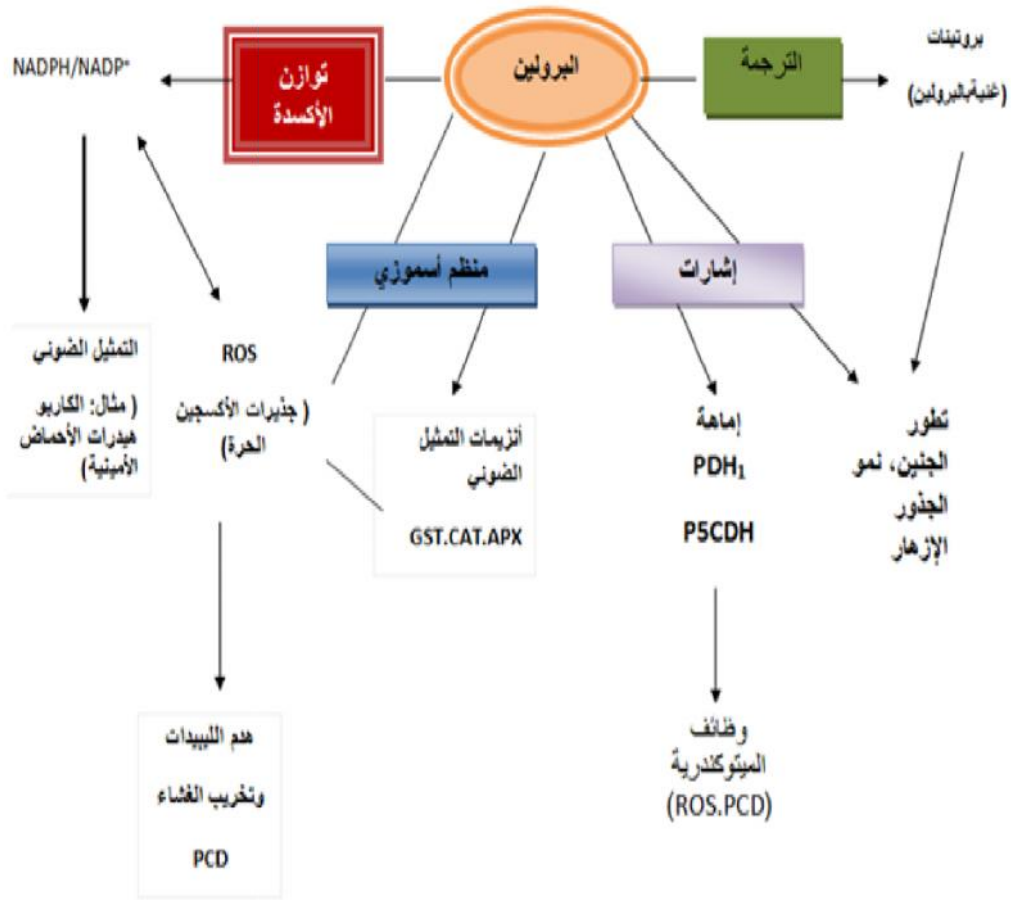 البرولين
الترجمة
بروتينات
(غنية بالبرولين)
توازن
الأكسدة
NADPH/NADP⁺
منظم أسموزي
إشارات
التمثيل الضوئي
( مثال: الكاربو
هيدرات الأحماض
الأمينية)
ROS
( جذيرات الأكسجين
الحرة)
أنزيمات التمثيل
الضوئي
GST.CAT.APX
إماهة
PDH₁
P5CDH
تطور
الجنين، نمو
الجذور
الإزهار
هدم الليبيدات
وتخريب الغشاء
PCD
وظائف
الميتوكندرية
(ROS.PCD)